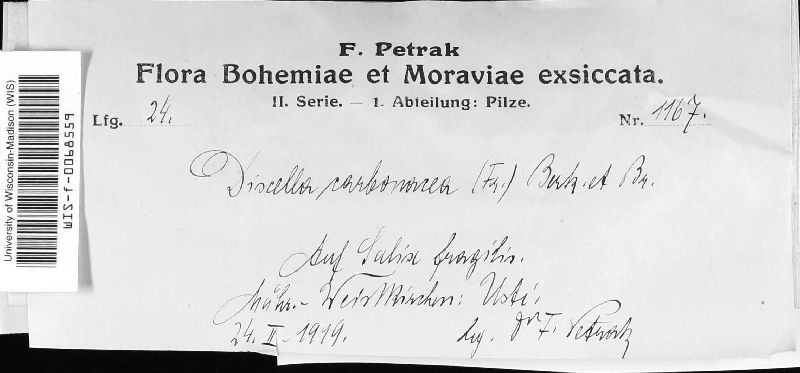 F. Petrak
Flora Bohemiae et Moraviae exsiccata.
II. Serie. — 1. Abteilung: Pilze.
Lfg. 24.
Nr. 1167.
Discella carbonacea (Fr.) Berk. et Br.
Auf Salix fragilis.
Mähr.-Weisskirchen: Usti.
24. II. 1919.
leg. Dr F. Petrak
University of Wisconsin-Madison (WIS)
WIS-f-0068559